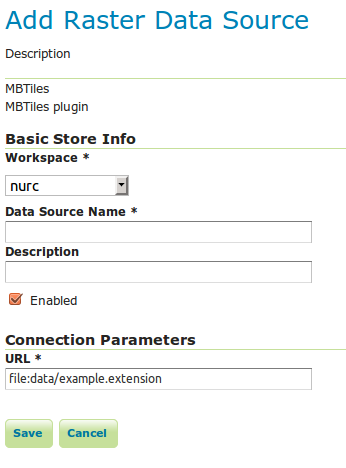 Add Raster Data Source
Description
MBTiles
MBTiles plugin
Basic Store Info
Workspace *
nurc
Data Source Name *
Description
Enabled
Connection Parameters
URL *
file:data/example.extension
Save Cancel